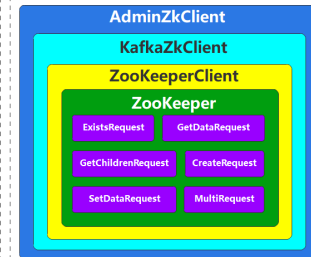 AdminZkClient
KafkaZkClient
ZooKeeperClient
ZooKeeper
ExistsRequest GetDataRequest
GetChildrenRequest CreateRequest
SetDataRequest MultiRequest